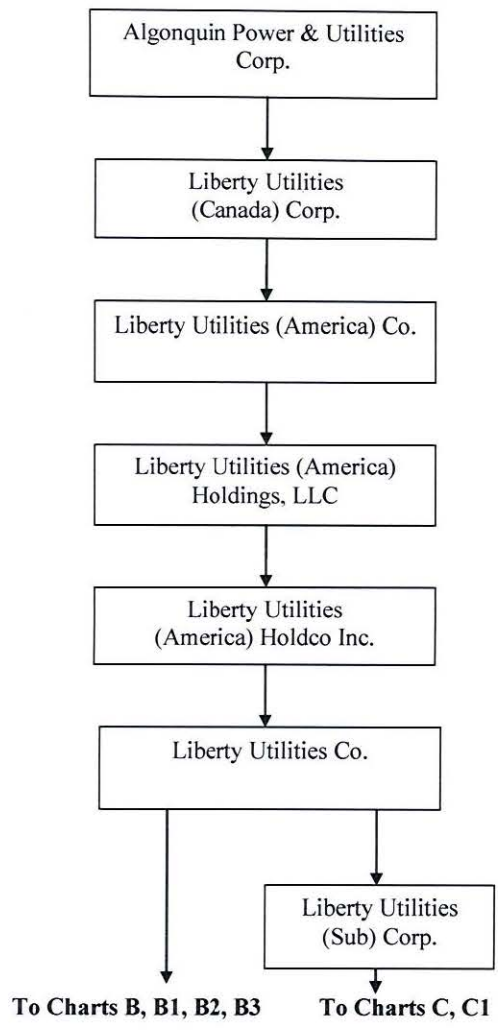 Algonquin Power & Utilities
Corp.
Liberty Utilities
(Canada) Corp.
Liberty Utilities (America) Co.
Liberty Utilities (America)
Holdings, LLC
Liberty Utilities
(America) Holdco Inc.
Liberty Utilities Co.
Liberty Utilities
(Sub) Corp.
To Charts B, B1, B2, B3
To Charts C, C1